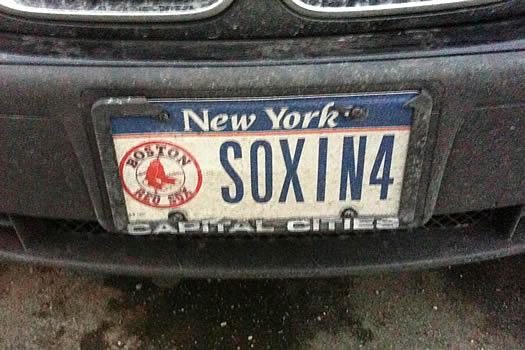 New York
BOSTON
RED SOX
SOXIN4
CAPITAL CITIES